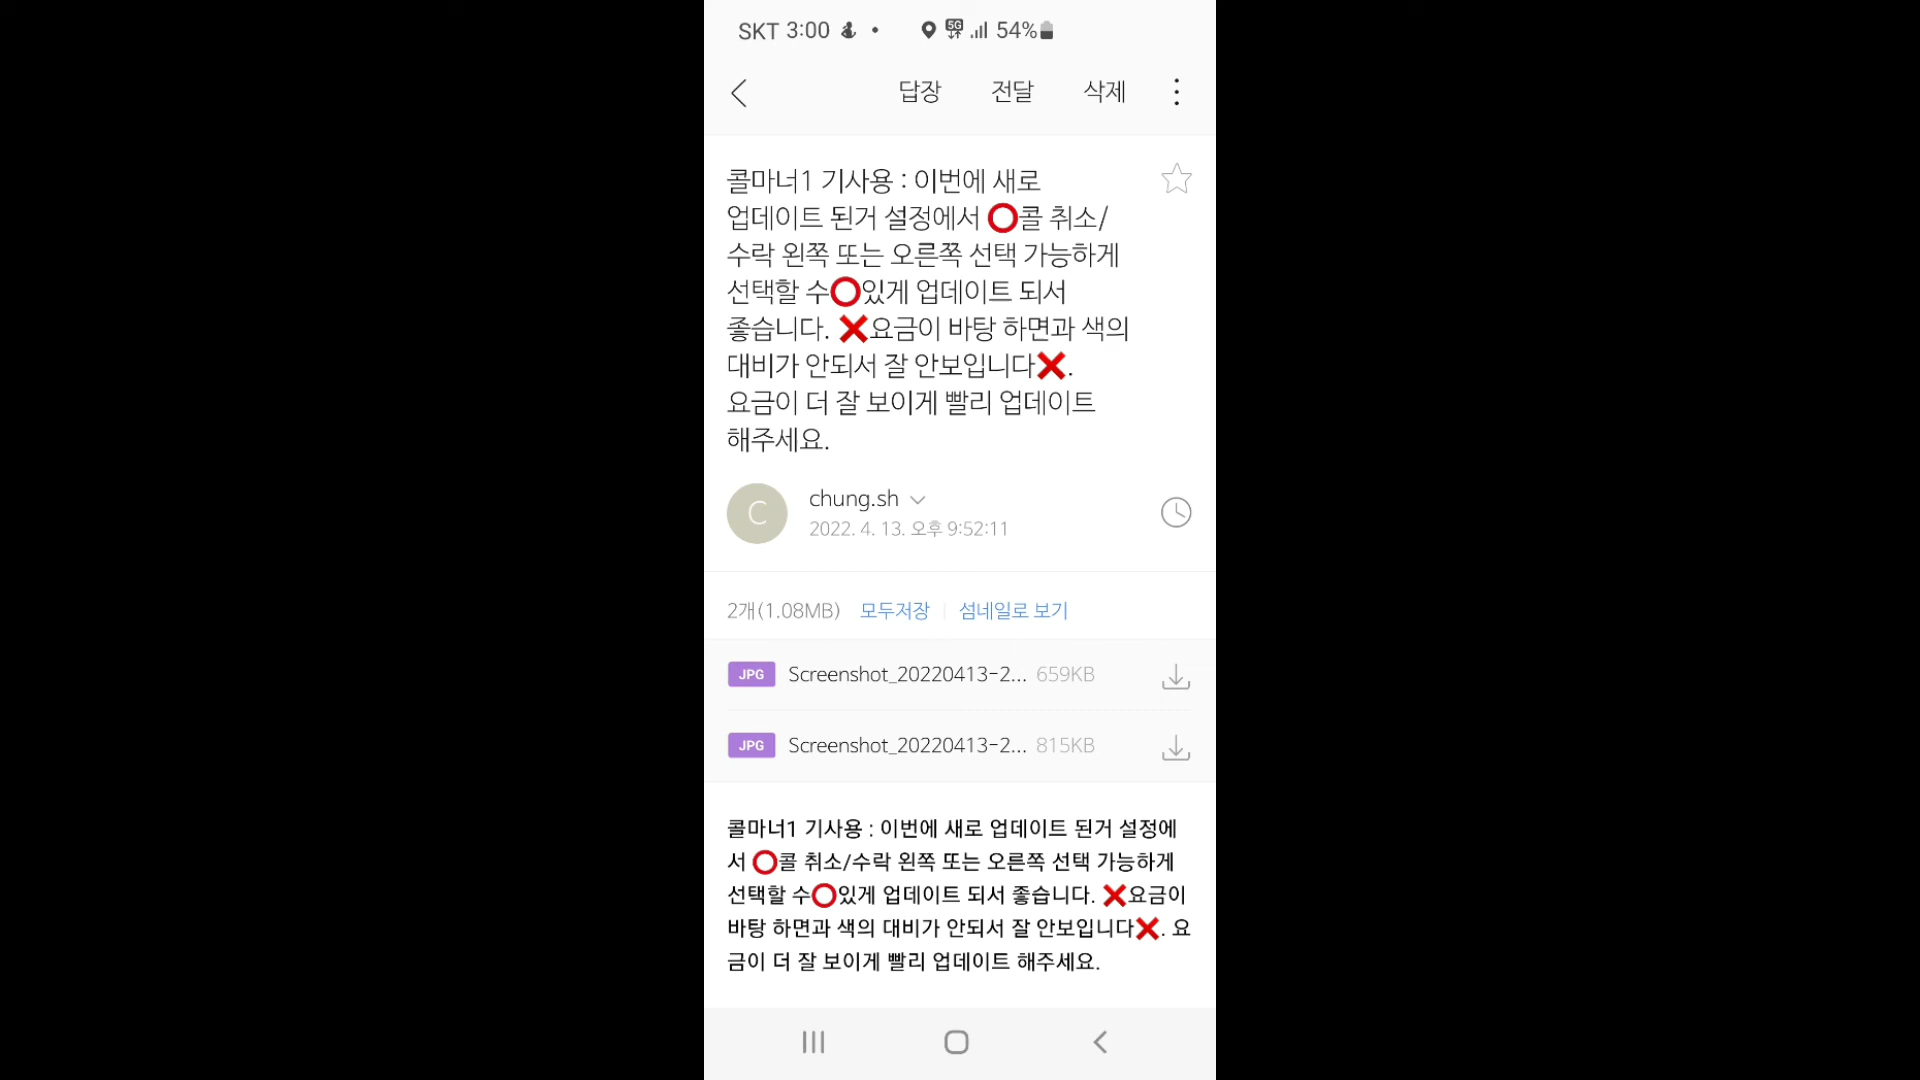 SKT 3:00 5G 54%
답장 전달 삭제
콜마너1 기사용 : 이번에 새로
업데이트 된거 설정에서 ⭕콜 취소/
수락 왼쪽 또는 오른쪽 선택 가능하게
선택할 수⭕있게 업데이트 되서
좋습니다. ❌요금이 바탕 하면과 색의
대비가 안되서 잘 안보입니다❌.
요금이 더 잘 보이게 빨리 업데이트
해주세요.
C
chung.sh
2022. 4. 13. 오후 9:52:11
2개(1.08MB) 모두저장 섬네일로 보기
JPG Screenshot_20220413-2... 659KB
JPG Screenshot_20220413-2... 815KB
콜마너1 기사용 : 이번에 새로 업데이트 된거 설정에
서 ⭕콜 취소/수락 왼쪽 또는 오른쪽 선택 가능하게
선택할 수⭕있게 업데이트 되서 좋습니다. ❌요금이
바탕 하면과 색의 대비가 안되서 잘 안보입니다❌. 요
금이 더 잘 보이게 빨리 업데이트 해주세요.